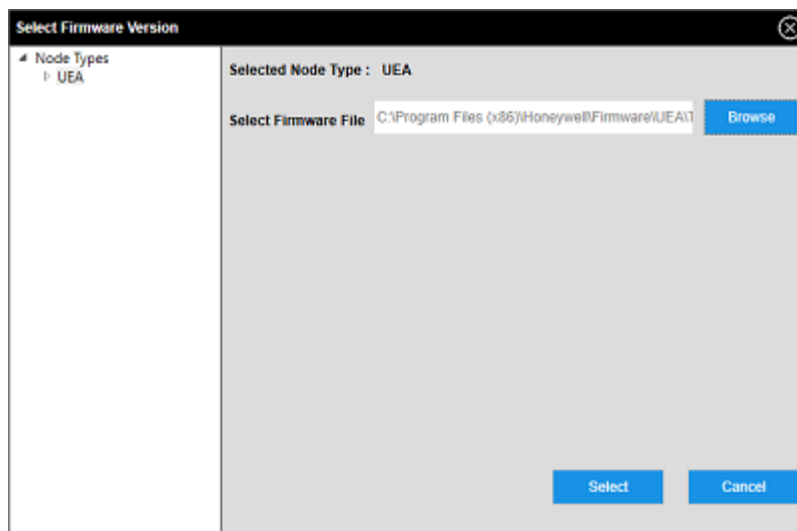 Select Firmware Version
Node Types
UEA
Selected Node Type : UEA
Select Firmware File C:\Program Files (x86)\Honeywell\Firmware\UEA\T Browse
Select Cancel